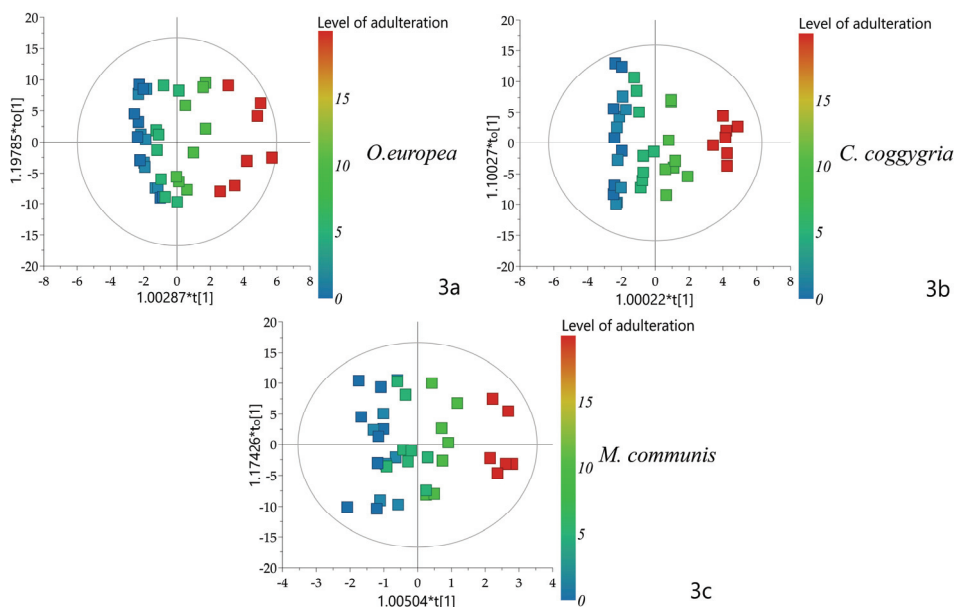 Level of adulteration
20
15
10
5
0
-5
-10
-15
-20
1.19785*to[1]
-8 -6 -4 -2 0 2 4 6 8
1.00287*t[1]
15
10
5
0
O.europea
3a
Level of adulteration
20
15
10
5
0
-5
-10
-15
-20
1.10027*to[1]
-8 -6 -4 -2 0 2 4 6 8
1.00022*t[1]
15
10
5
0
C. coggygria
3b
Level of adulteration
20
15
10
5
0
-5
-10
-15
-20
1.17426*to[1]
-4 -3 -2 -1 0 1 2 3 4
1.00504*t[1]
15
10
5
0
M. communis
3c